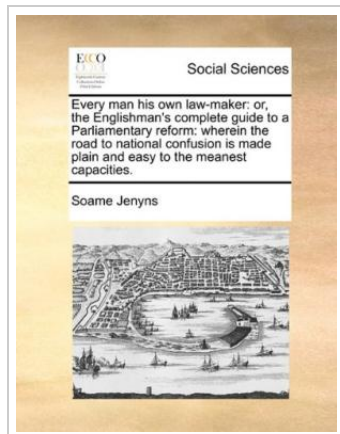 ECCO
Social Sciences
Every man his own law-maker: or,
the Englishman's complete guide to a
Parliamentary reform: wherein the
road to national confusion is made
plain and easy to the meanest
capacities.
Soame Jenyns